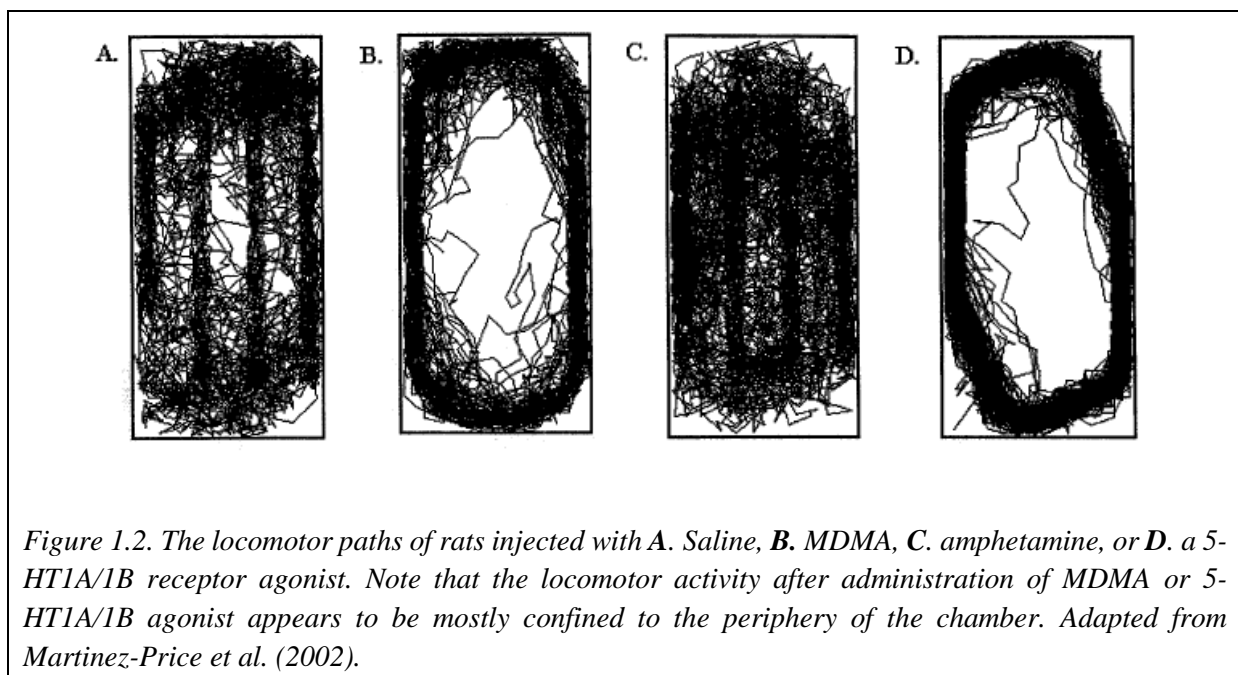 A. B. C. D.
Figure 1.2. The locomotor paths of rats injected with A. Saline, B. MDMA, C. amphetamine, or D. a 5-
HT1A/1B receptor agonist. Note that the locomotor activity after administration of MDMA or 5-
HT1A/1B agonist appears to be mostly confined to the periphery of the chamber. Adapted from
Martinez-Price et al. (2002).